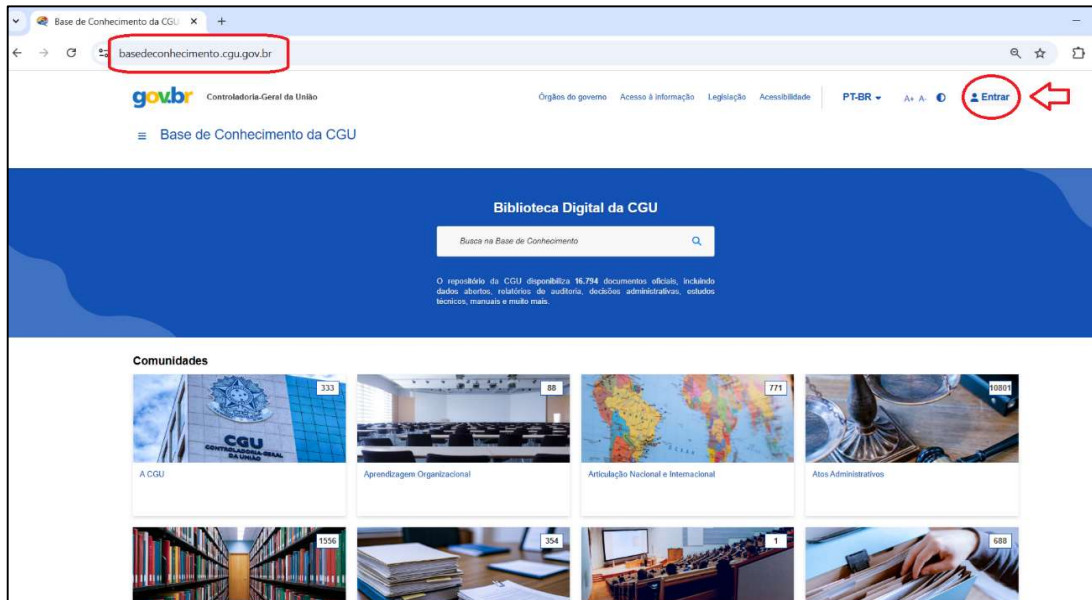 Base de Conhecimento da CGU
basedeconhecimento.cgu.gov.br
gov.br Controladoria-Geral da União Órgãos do governo Acesso à informação Legislação Acessibilidade PT-BR A+ A- Entrar
Base de Conhecimento da CGU
Biblioteca Digital da CGU
Busca na Base de Conhecimento
O repositório da CGU disponibiliza 16.794 documentos oficiais, incluindo
dados abertos, relatórios de auditoria, decisões administrativas, estudos
técnicos, manuais e muito mais.
Comunidades
333 88 771 10801
CGU
CONTROLADORIA-GERAL
DA UNIÃO
A CGU Aprendizagem Organizacional Articulação Nacional e Internacional Atos Administrativos
1556 354 1 688